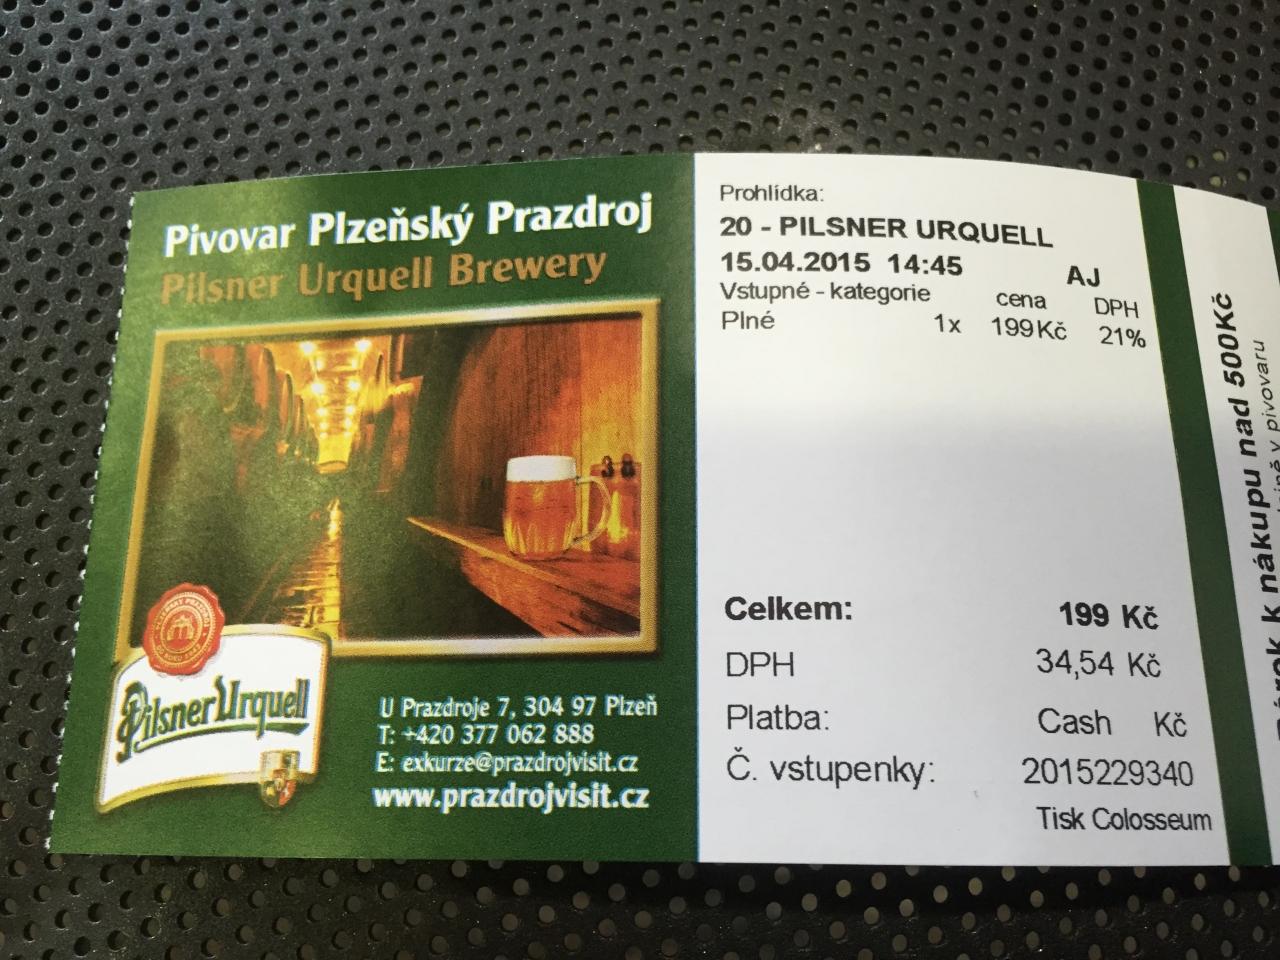 Pivovar Plzeňský Prazdroj
Pilsner Urquell Brewery
38
Pilsner Urquell
U Prazdroje 7, 304 97 Plzeň
T: +420 377 062 888
E: exkurze@prazdrojvisit.cz
www.prazdrojvisit.cz
Prohlídka:
20 - PILSNER URQUELL
15.04.2015 14:45 AJ
Vstupné - kategorie cena DPH
Plné 1x 199Kč 21%
Celkem: 199 Kč
DPH 34,54 Kč
Platba: Cash Kč
Č. vstupenky: 2015229340
Tisk Colosseum
k nákupu nad 500Kč
v pivovaru